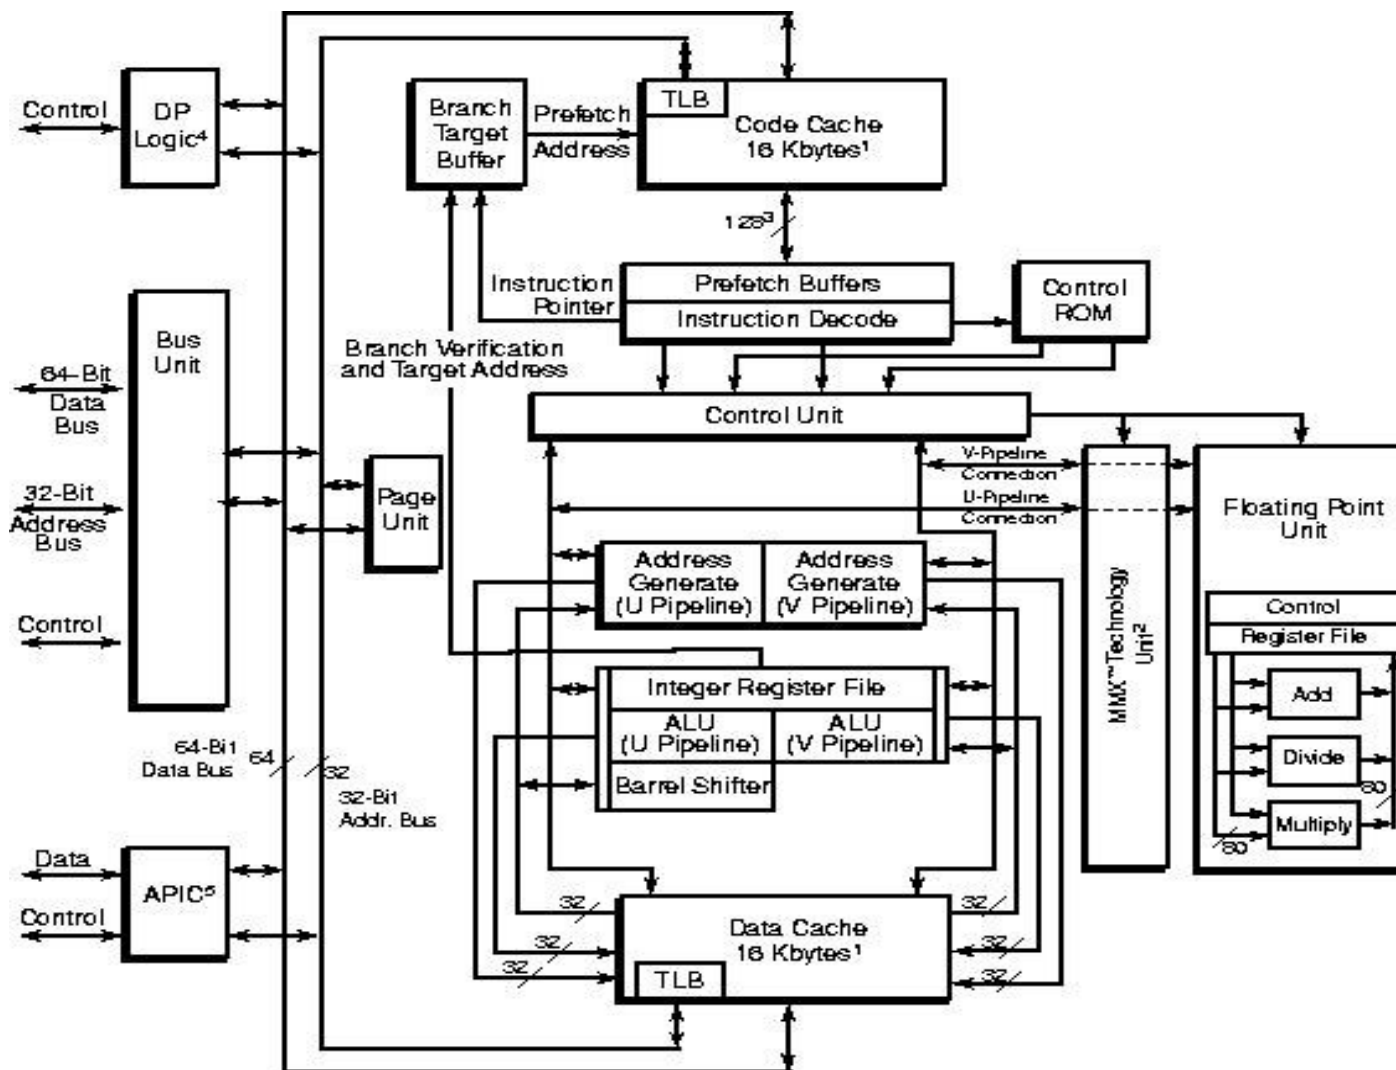 Control
DP
Logic⁴
Branch
Target
Buffer
Prefetch
Address
TLB
Code Cache
16 Kbytes¹
128³
Instruction
Pointer
Prefetch Buffers
Instruction Decode
Control
ROM
Bus
Unit
64-Bit
Data
Bus
32-Bit
Address
Bus
Control
Branch Verification
and Target Address
Control Unit
Page
Unit
V-Pipeline
Connection
U-Pipeline
Connection
Address
Generate
(U Pipeline)
Address
Generate
(V Pipeline)
MMX™ Technology
Unit²
Floating Point
Unit
Control
Register File
Add
Divide
80
Multiply
80
Integer Register File
ALU
(U Pipeline)
ALU
(V Pipeline)
Barrel Shifter
64-Bit
Data Bus
64
32
32-Bit
Addr. Bus
Data
Control
APIC⁵
32
32
32
Data Cache
16 Kbytes¹
TLB
32
32
32